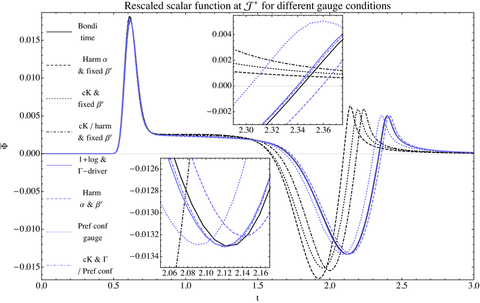 Rescaled scalar function at 𝒥⁺ for different gauge conditions
0.015
0.010
0.005
0.000
-0.005
-0.010
-0.015
Φ
Bondi
time
Harm α
& fixed β^r
cK &
fixed β^r
cK / harm
& fixed β^r
1+log &
Γ-driver
Harm
α & β^r
Pref conf
gauge
cK & Γ
/ Pref conf
0.004
0.002
0.000
-0.002
2.30 2.32 2.34 2.36
-0.0126
-0.0128
-0.0130
-0.0132
-0.0134
2.06 2.08 2.10 2.12 2.14 2.16
0.0 0.5 1.0 1.5 2.0 2.5 3.0
t